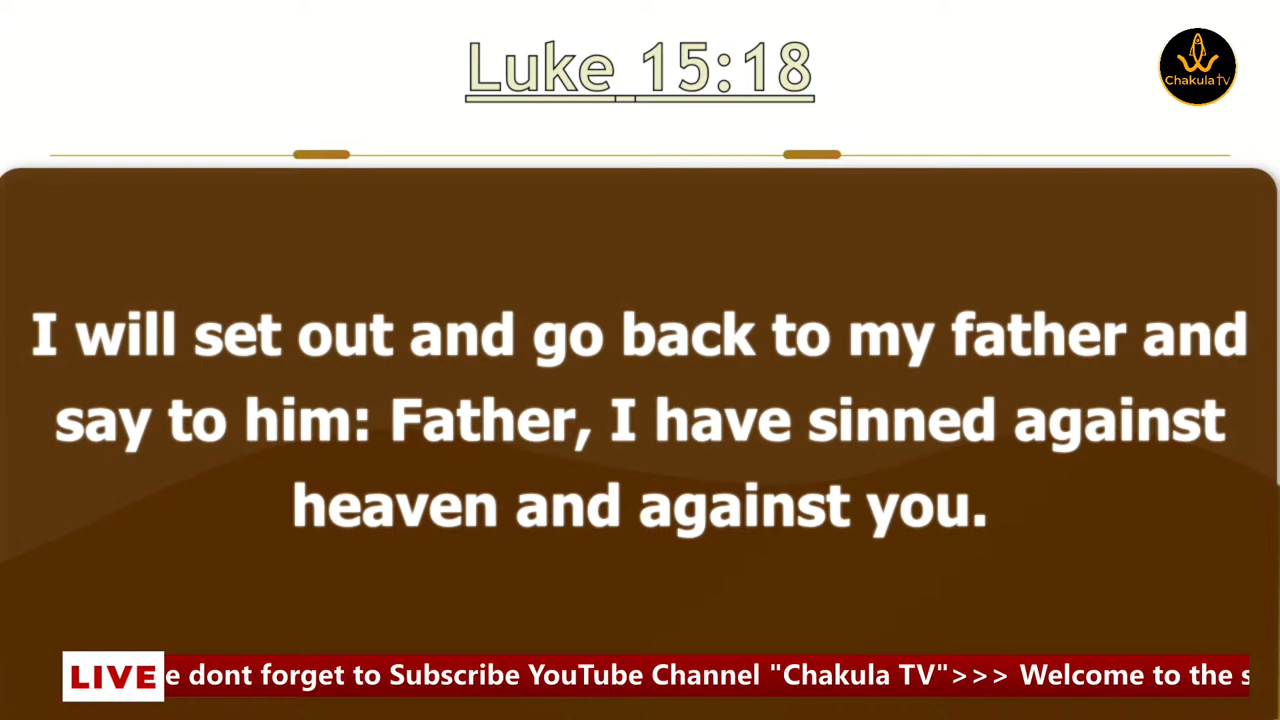 Luke 15:18
Chakula tv
I will set out and go back to my father and
say to him: Father, I have sinned against
heaven and against you.
LIVE
e dont forget to Subscribe YouTube Channel "Chakula TV">>> Welcome to the s